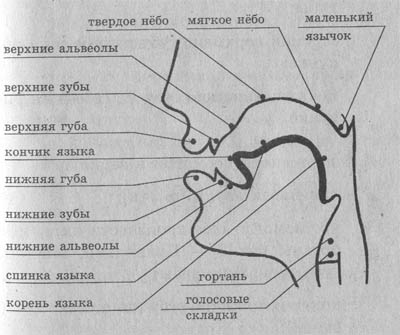 твердое нёбо
мягкое нёбо
маленький
язычок
верхние альвеолы
верхние зубы
верхняя губа
кончик языка
нижняя губа
нижние зубы
нижние альвеолы
спинка языка
корень языка
гортань
голосовые
складки